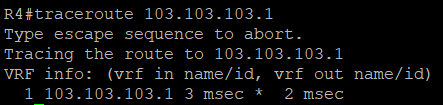 R4#traceroute 103.103.103.1
Type escape sequence to abort.
Tracing the route to 103.103.103.1
VRF info: (vrf in name/id, vrf out name/id)
  1 103.103.103.1 3 msec *  2 msec